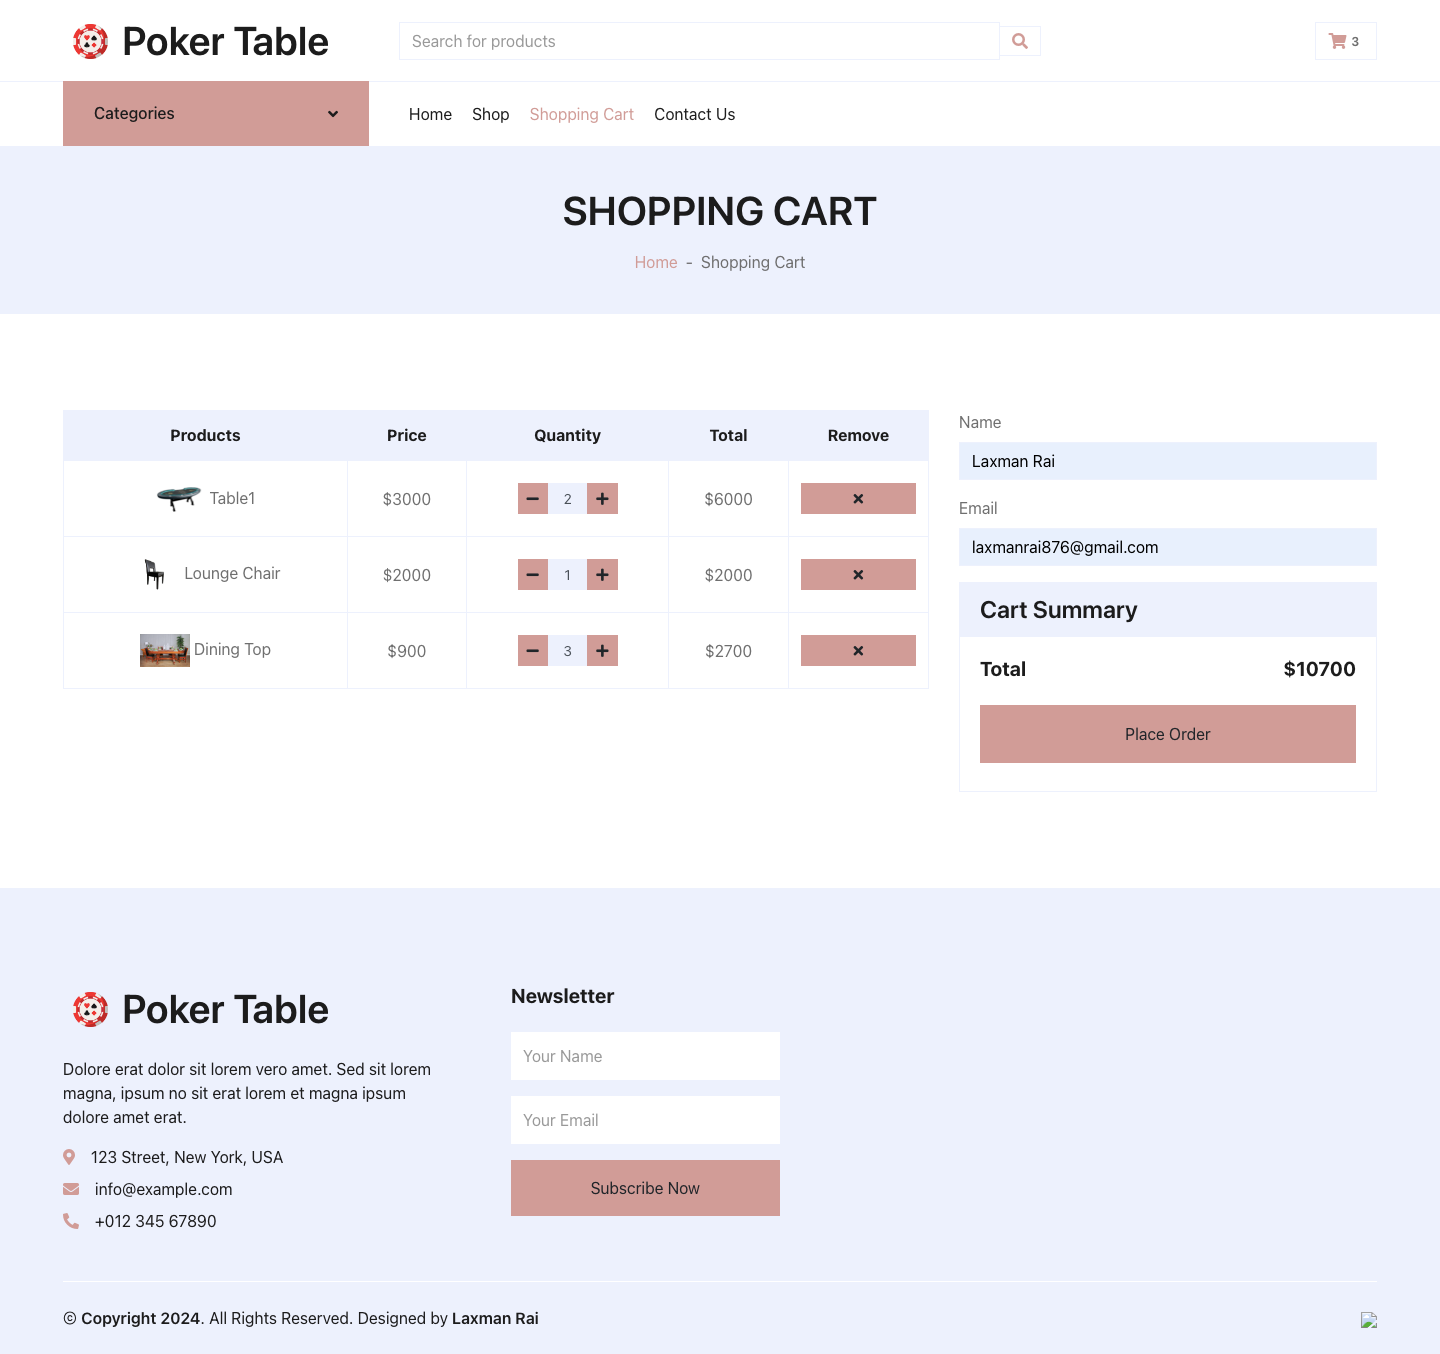 Poker Table
Search for products
3
Categories
Home Shop Shopping Cart Contact Us
SHOPPING CART
Home - Shopping Cart
Products Price Quantity Total Remove
Table1 $3000 2 $6000
Lounge Chair $2000 1 $2000
Dining Top $900 3 $2700
Name
Laxman Rai
Email
laxmanrai876@gmail.com
Cart Summary
Total $10700
Place Order
Poker Table
Dolore erat dolor sit lorem vero amet. Sed sit lorem
magna, ipsum no sit erat lorem et magna ipsum
dolore amet erat.
123 Street, New York, USA
info@example.com
+012 345 67890
Newsletter
Your Name
Your Email
Subscribe Now
© Copyright 2024. All Rights Reserved. Designed by Laxman Rai